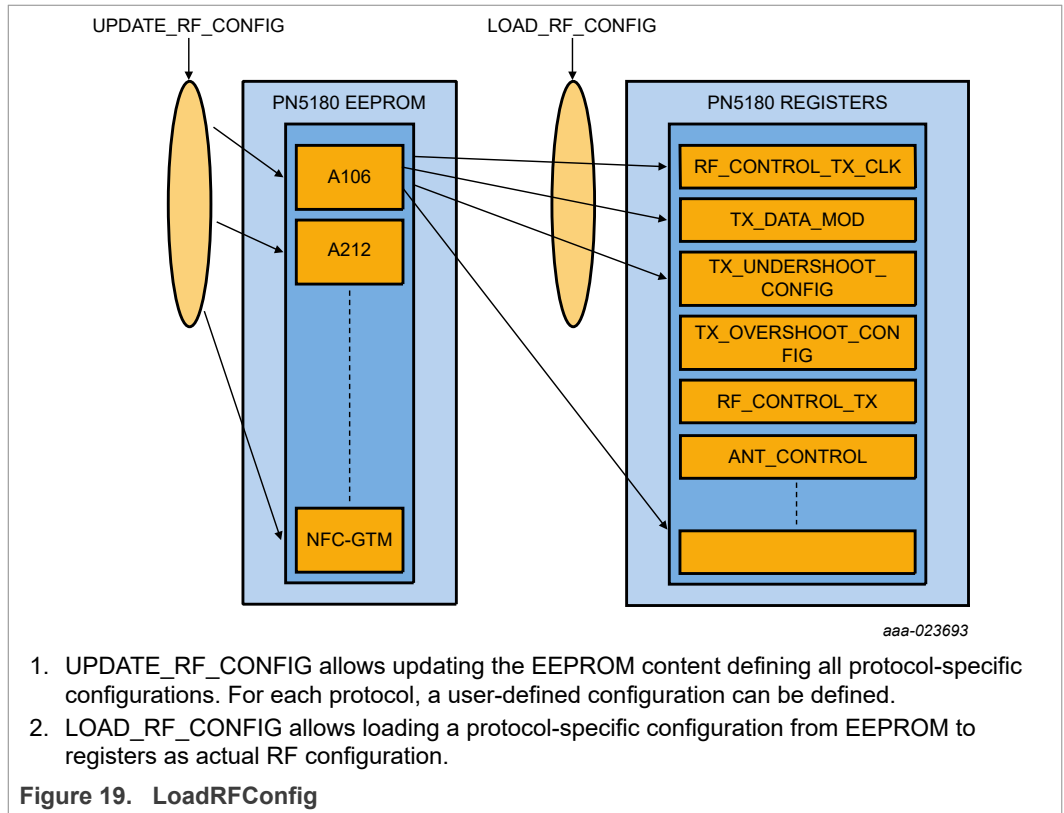 UPDATE_RF_CONFIG
LOAD_RF_CONFIG
PN5180 EEPROM
PN5180 REGISTERS
A106
A212
NFC-GTM
RF_CONTROL_TX_CLK
TX_DATA_MOD
TX_UNDERSHOOT_
CONFIG
TX_OVERSHOOT_CON
FIG
RF_CONTROL_TX
ANT_CONTROL
aaa-023693
1. UPDATE_RF_CONFIG allows updating the EEPROM content defining all protocol-specific
configurations. For each protocol, a user-defined configuration can be defined.
2. LOAD_RF_CONFIG allows loading a protocol-specific configuration from EEPROM to
registers as actual RF configuration.
Figure 19. LoadRFConfig